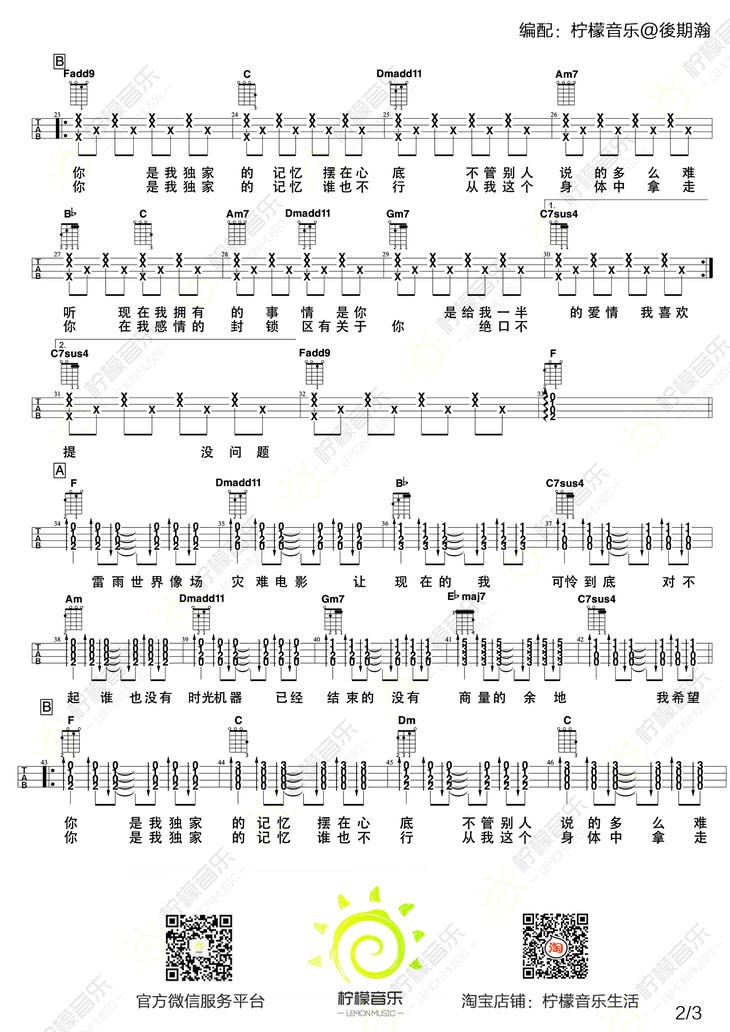 编配：柠檬音乐@後期瀚
B
Fadd9 C Dmadd11 Am7
23 24 25 26
你 是我独家 的记忆 摆在心 底 不管别人 说的多么难
你 是我独家 的记忆 谁也不 行 从我这个 身体中拿走
B♭ C Am7 Dmadd11 Gm7 C7sus4
1.
27 28 29 30
听 现在我拥有 的事 情是你 是给我一半 的爱情 我喜欢
你 在我感情的 封锁 区有关于你 绝口不
2.
C7sus4 Fadd9 F
31 32 33
提 没问题
A
F Dmadd11 B♭ C7sus4
34 35 36 37
雷雨世界像场 灾难电影 让 现在的 我 可怜到底 对不
Am Dmadd11 Gm7 E♭maj7 C7sus4
38 39 40 41 42
起 谁 也没有 时光机器 已经 结束的 没有 商量的 余地 我希望
B
F C Dm C
43 44 45 46
你 是我独家 的记忆 摆在心 底 不管别人 说的多么难
你 是我独家 的记忆 谁也不 行 从我这个 身体中拿走
官方微信服务平台
柠檬音乐
—LEMON MUSIC—
淘
淘宝店铺：柠檬音乐生活
2/3